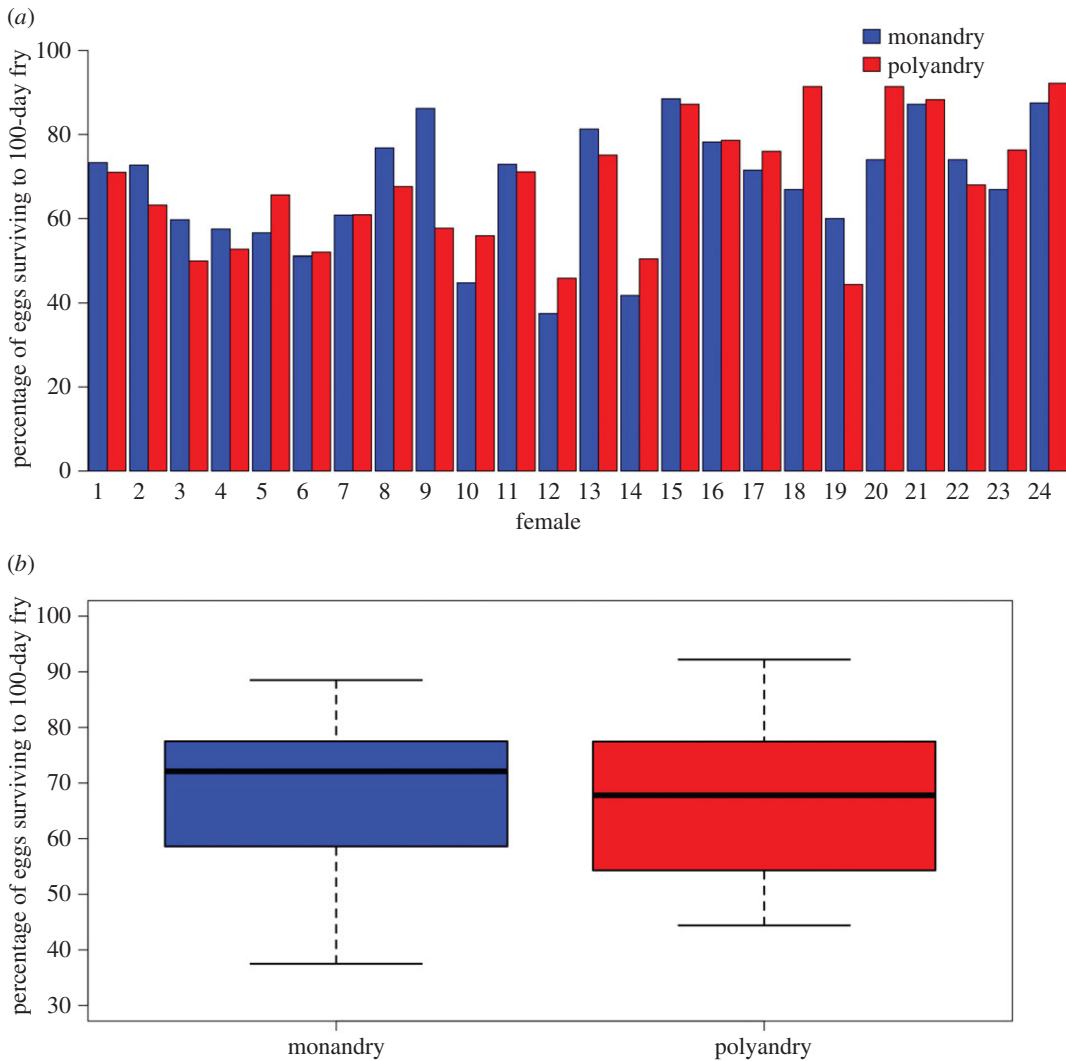 (a)
monandry
polyandry
percentage of eggs surviving to 100-day fry
100
80
60
40
20
0
1 2 3 4 5 6 7 8 9 10 11 12 13 14 15 16 17 18 19 20 21 22 23 24
female
(b)
percentage of eggs surviving to 100-day fry
100
90
80
70
60
50
40
30
monandry polyandry